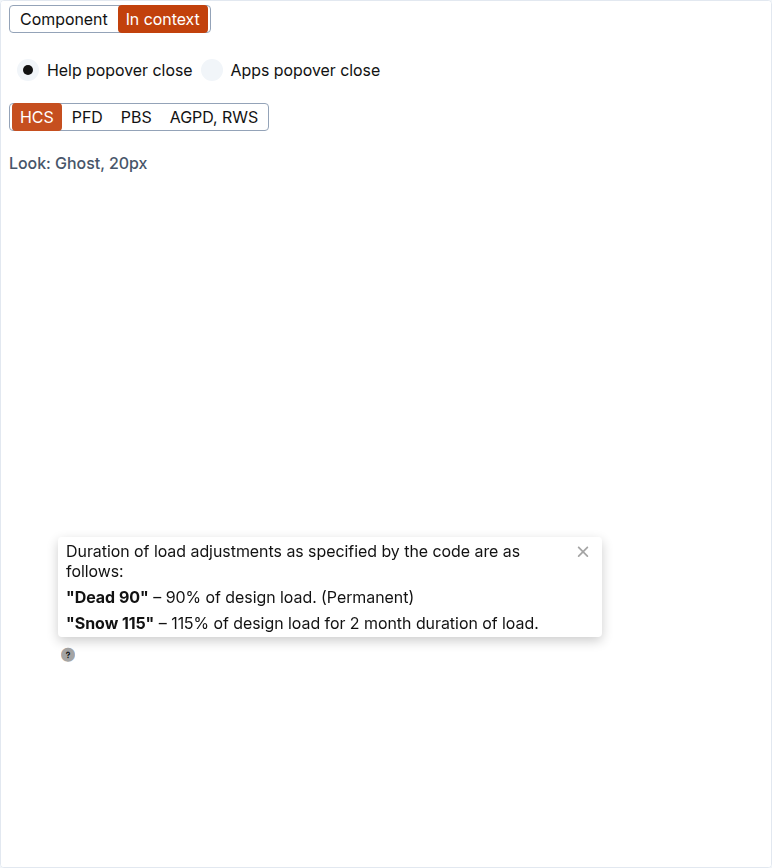 Component In context
Help popover close Apps popover close
HCS PFD PBS AGPD, RWS
Look: Ghost, 20px
Duration of load adjustments as specified by the code are as
follows:
"Dead 90" – 90% of design load. (Permanent)
"Snow 115" – 115% of design load for 2 month duration of load.
?